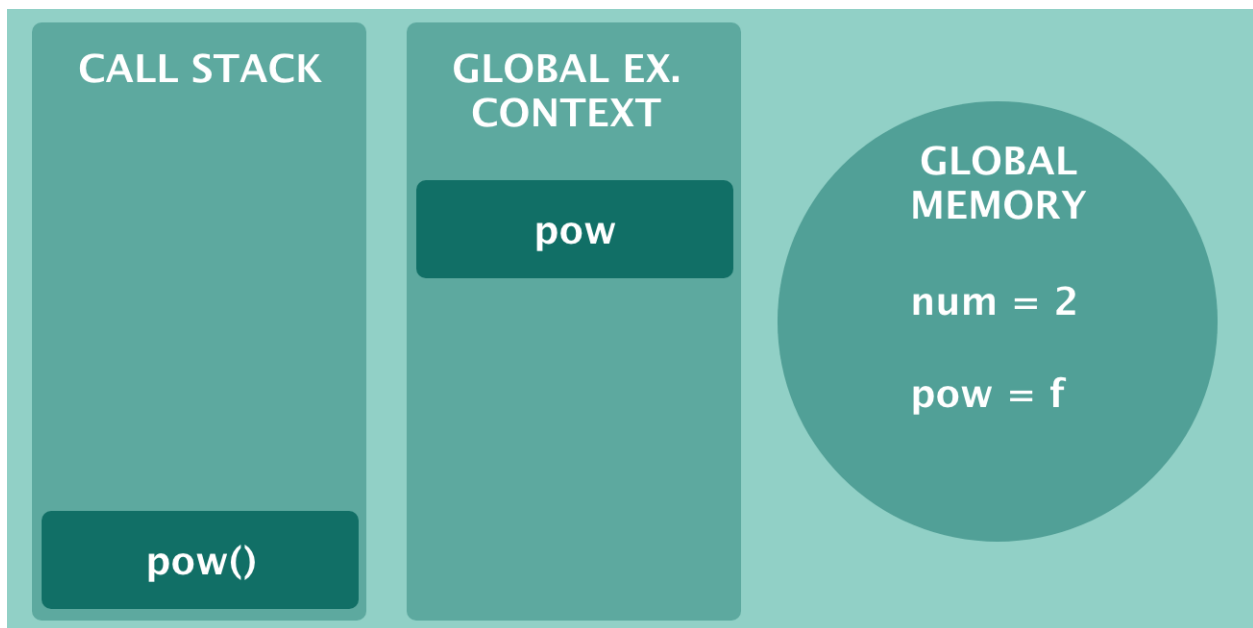 CALL STACK
pow()
GLOBAL EX.
CONTEXT
pow
GLOBAL
MEMORY
num = 2
pow = f